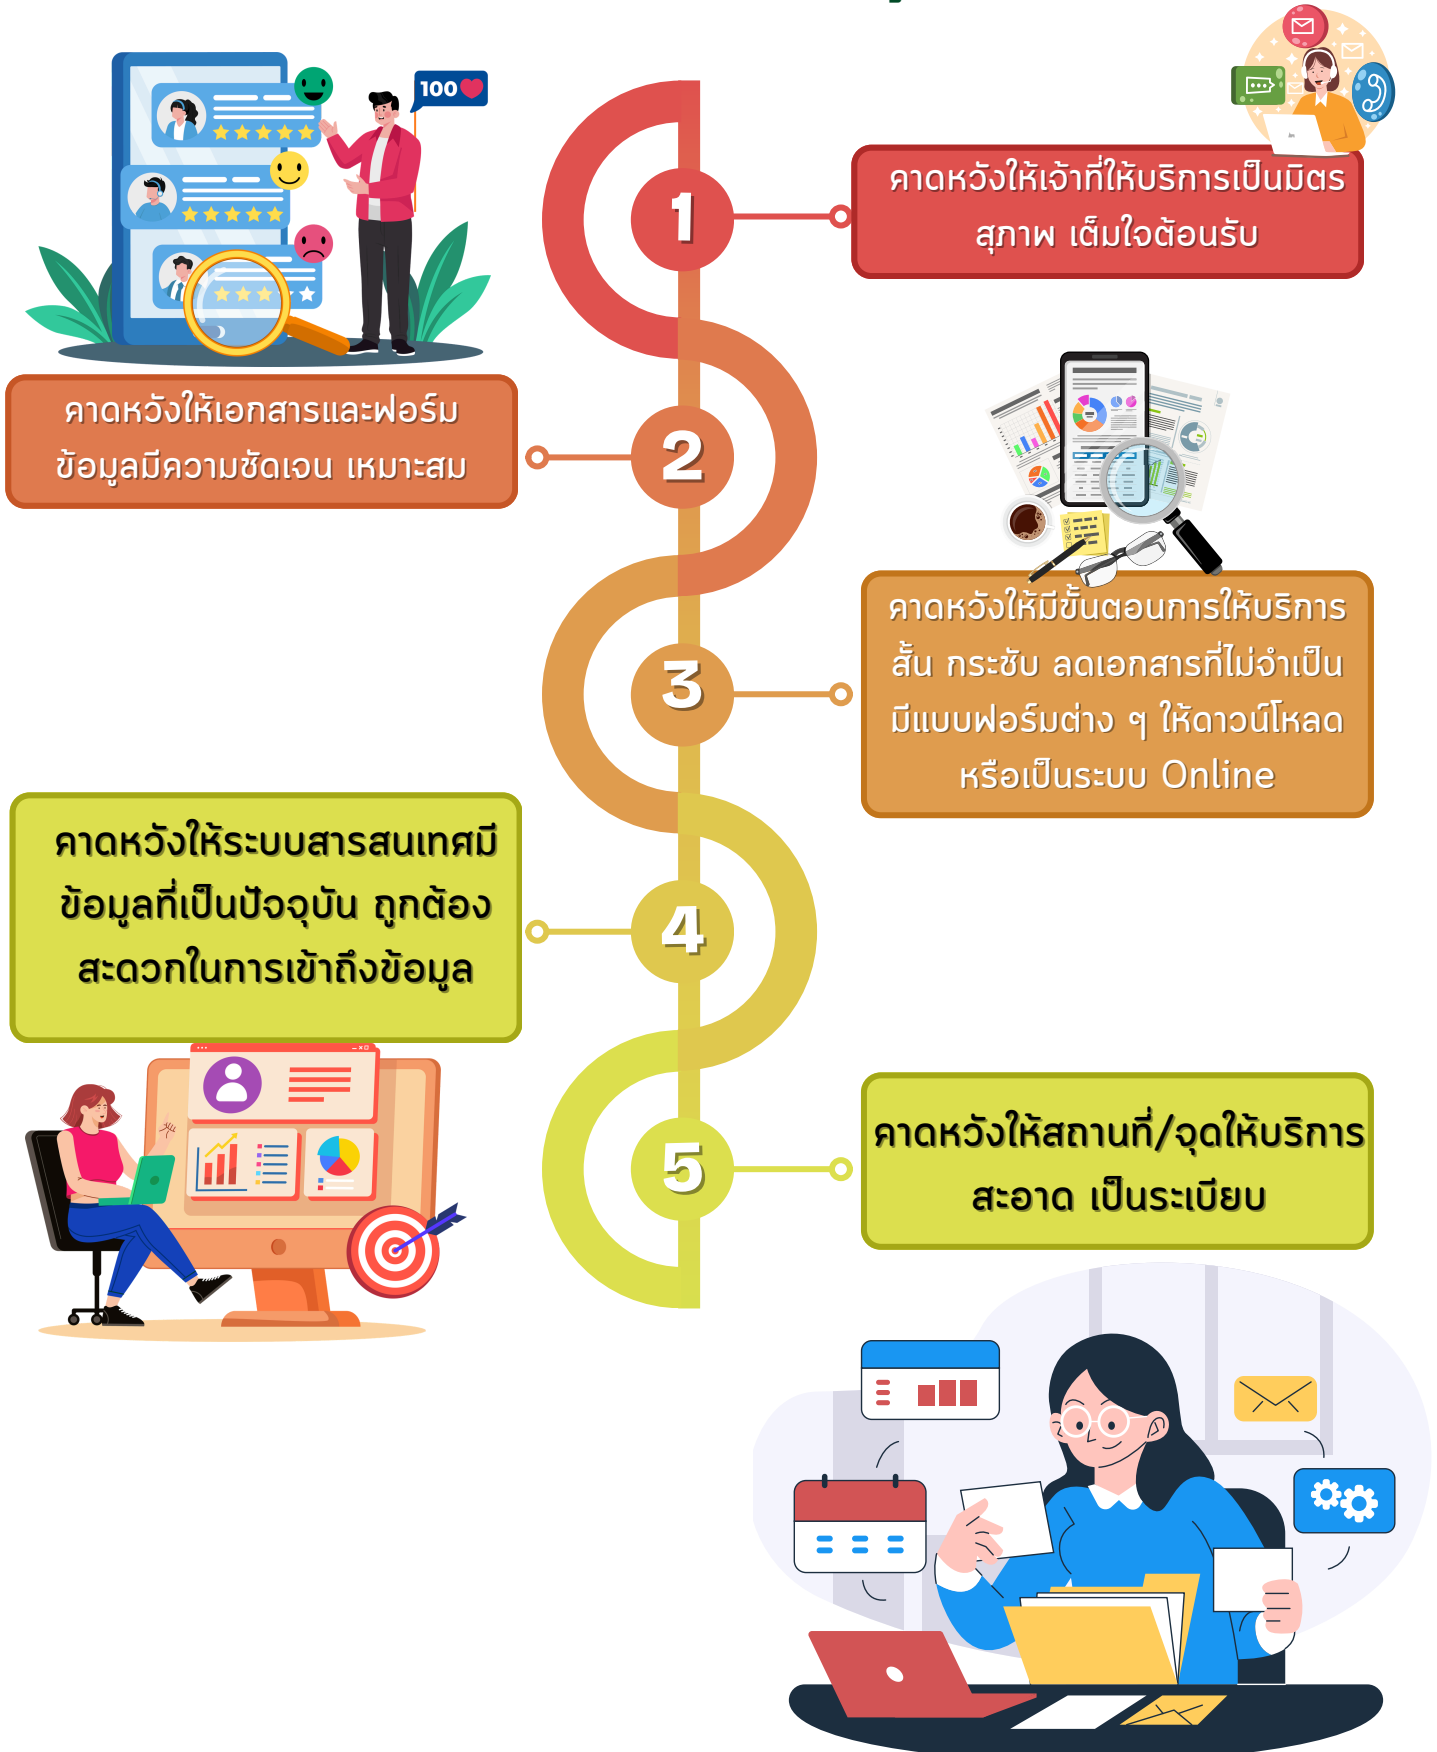 100
1
คาดหวังให้เจ้าที่ให้บริการเป็นมิตร
สุภาพ เต็มใจต้อนรับ
2
คาดหวังให้เอกสารและฟอร์ม
ข้อมูลมีความชัดเจน เหมาะสม
3
คาดหวังให้มีขั้นตอนการให้บริการ
สั้น กระชับ ลดเอกสารที่ไม่จำเป็น
มีแบบฟอร์มต่าง ๆ ให้ดาวน์โหลด
หรือเป็นระบบ Online
4
คาดหวังให้ระบบสารสนเทศมี
ข้อมูลที่เป็นปัจจุบัน ถูกต้อง
สะดวกในการเข้าถึงข้อมูล
5
คาดหวังให้สถานที่/จุดให้บริการ
สะอาด เป็นระเบียบ